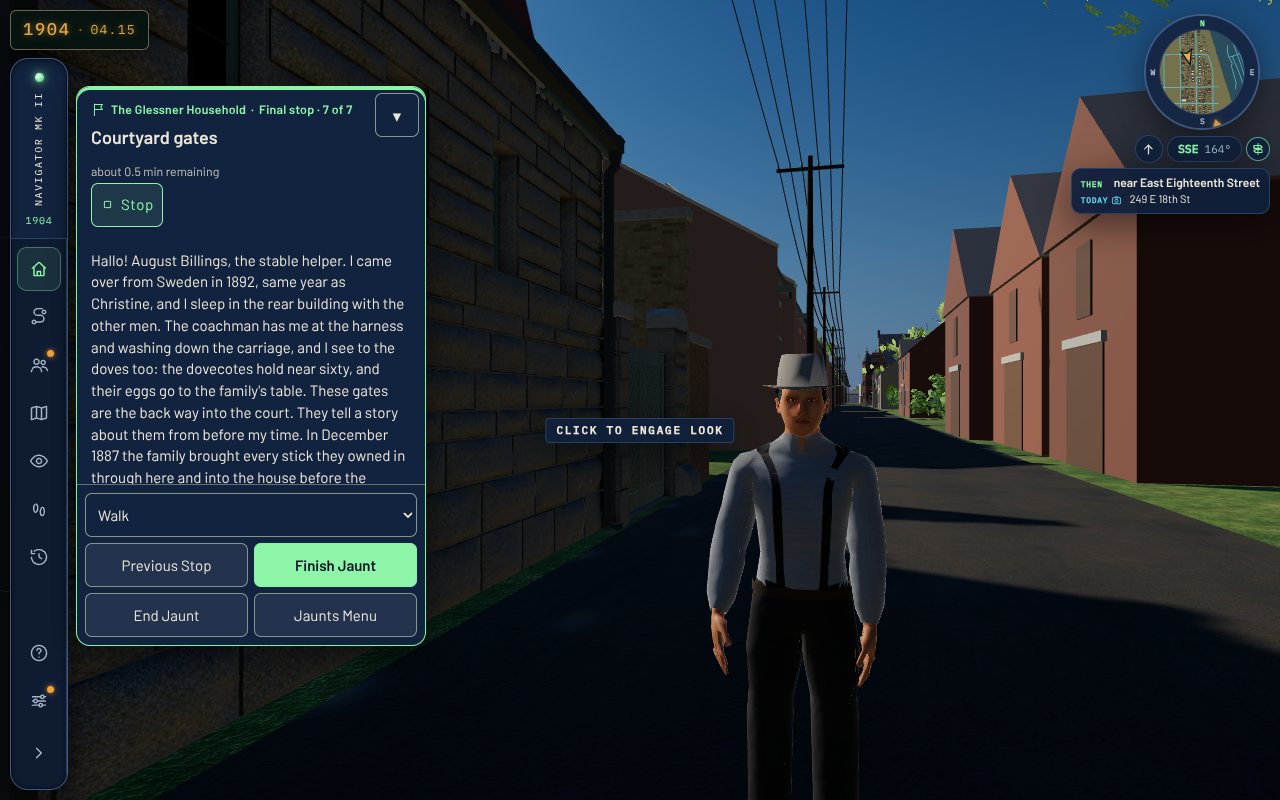 1904 · 04.15
NAVIGATOR MK II
1904
The Glessner Household · Final stop · 7 of 7
Courtyard gates
about 0.5 min remaining
Stop
Hallo! August Billings, the stable helper. I came
over from Sweden in 1892, same year as
Christine, and I sleep in the rear building with the
other men. The coachman has me at the harness
and washing down the carriage, and I see to the
doves too: the dovecotes hold near sixty, and
their eggs go to the family's table. These gates
are the back way into the court. They tell a story
about them from before my time. In December
1887 the family brought every stick they owned in
through here and into the house before the
Walk
Previous Stop
Finish Jaunt
End Jaunt
Jaunts Menu
CLICK TO ENGAGE LOOK
N
W
E
S
SSE 164°
THEN near East Eighteenth Street
TODAY 249 E 18th St